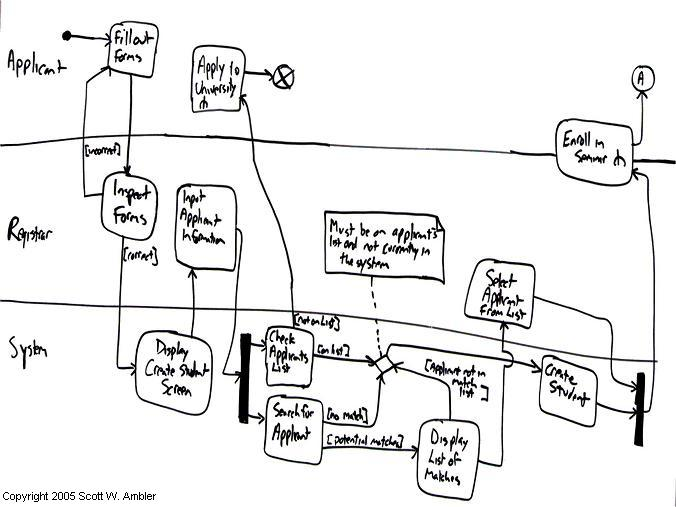 Applicant
Fill out
Forms
Apply to
University
A
Enroll in
Seminar
[incorrect]
Registrar
Inspect
Forms
Input
Applicant
Information
[correct]
Must be on applicants
list and not currently in
the system
Select
Applicant
From List
System
Display
Create Student
Screen
[not on List]
Check
Applicants
List
[on list]
[Applicant not in
match
list
]
Create
Student
Search for
Applicant
[no match]
[potential matches]
Display
List of
Matches
Copyright 2005 Scott W. Ambler